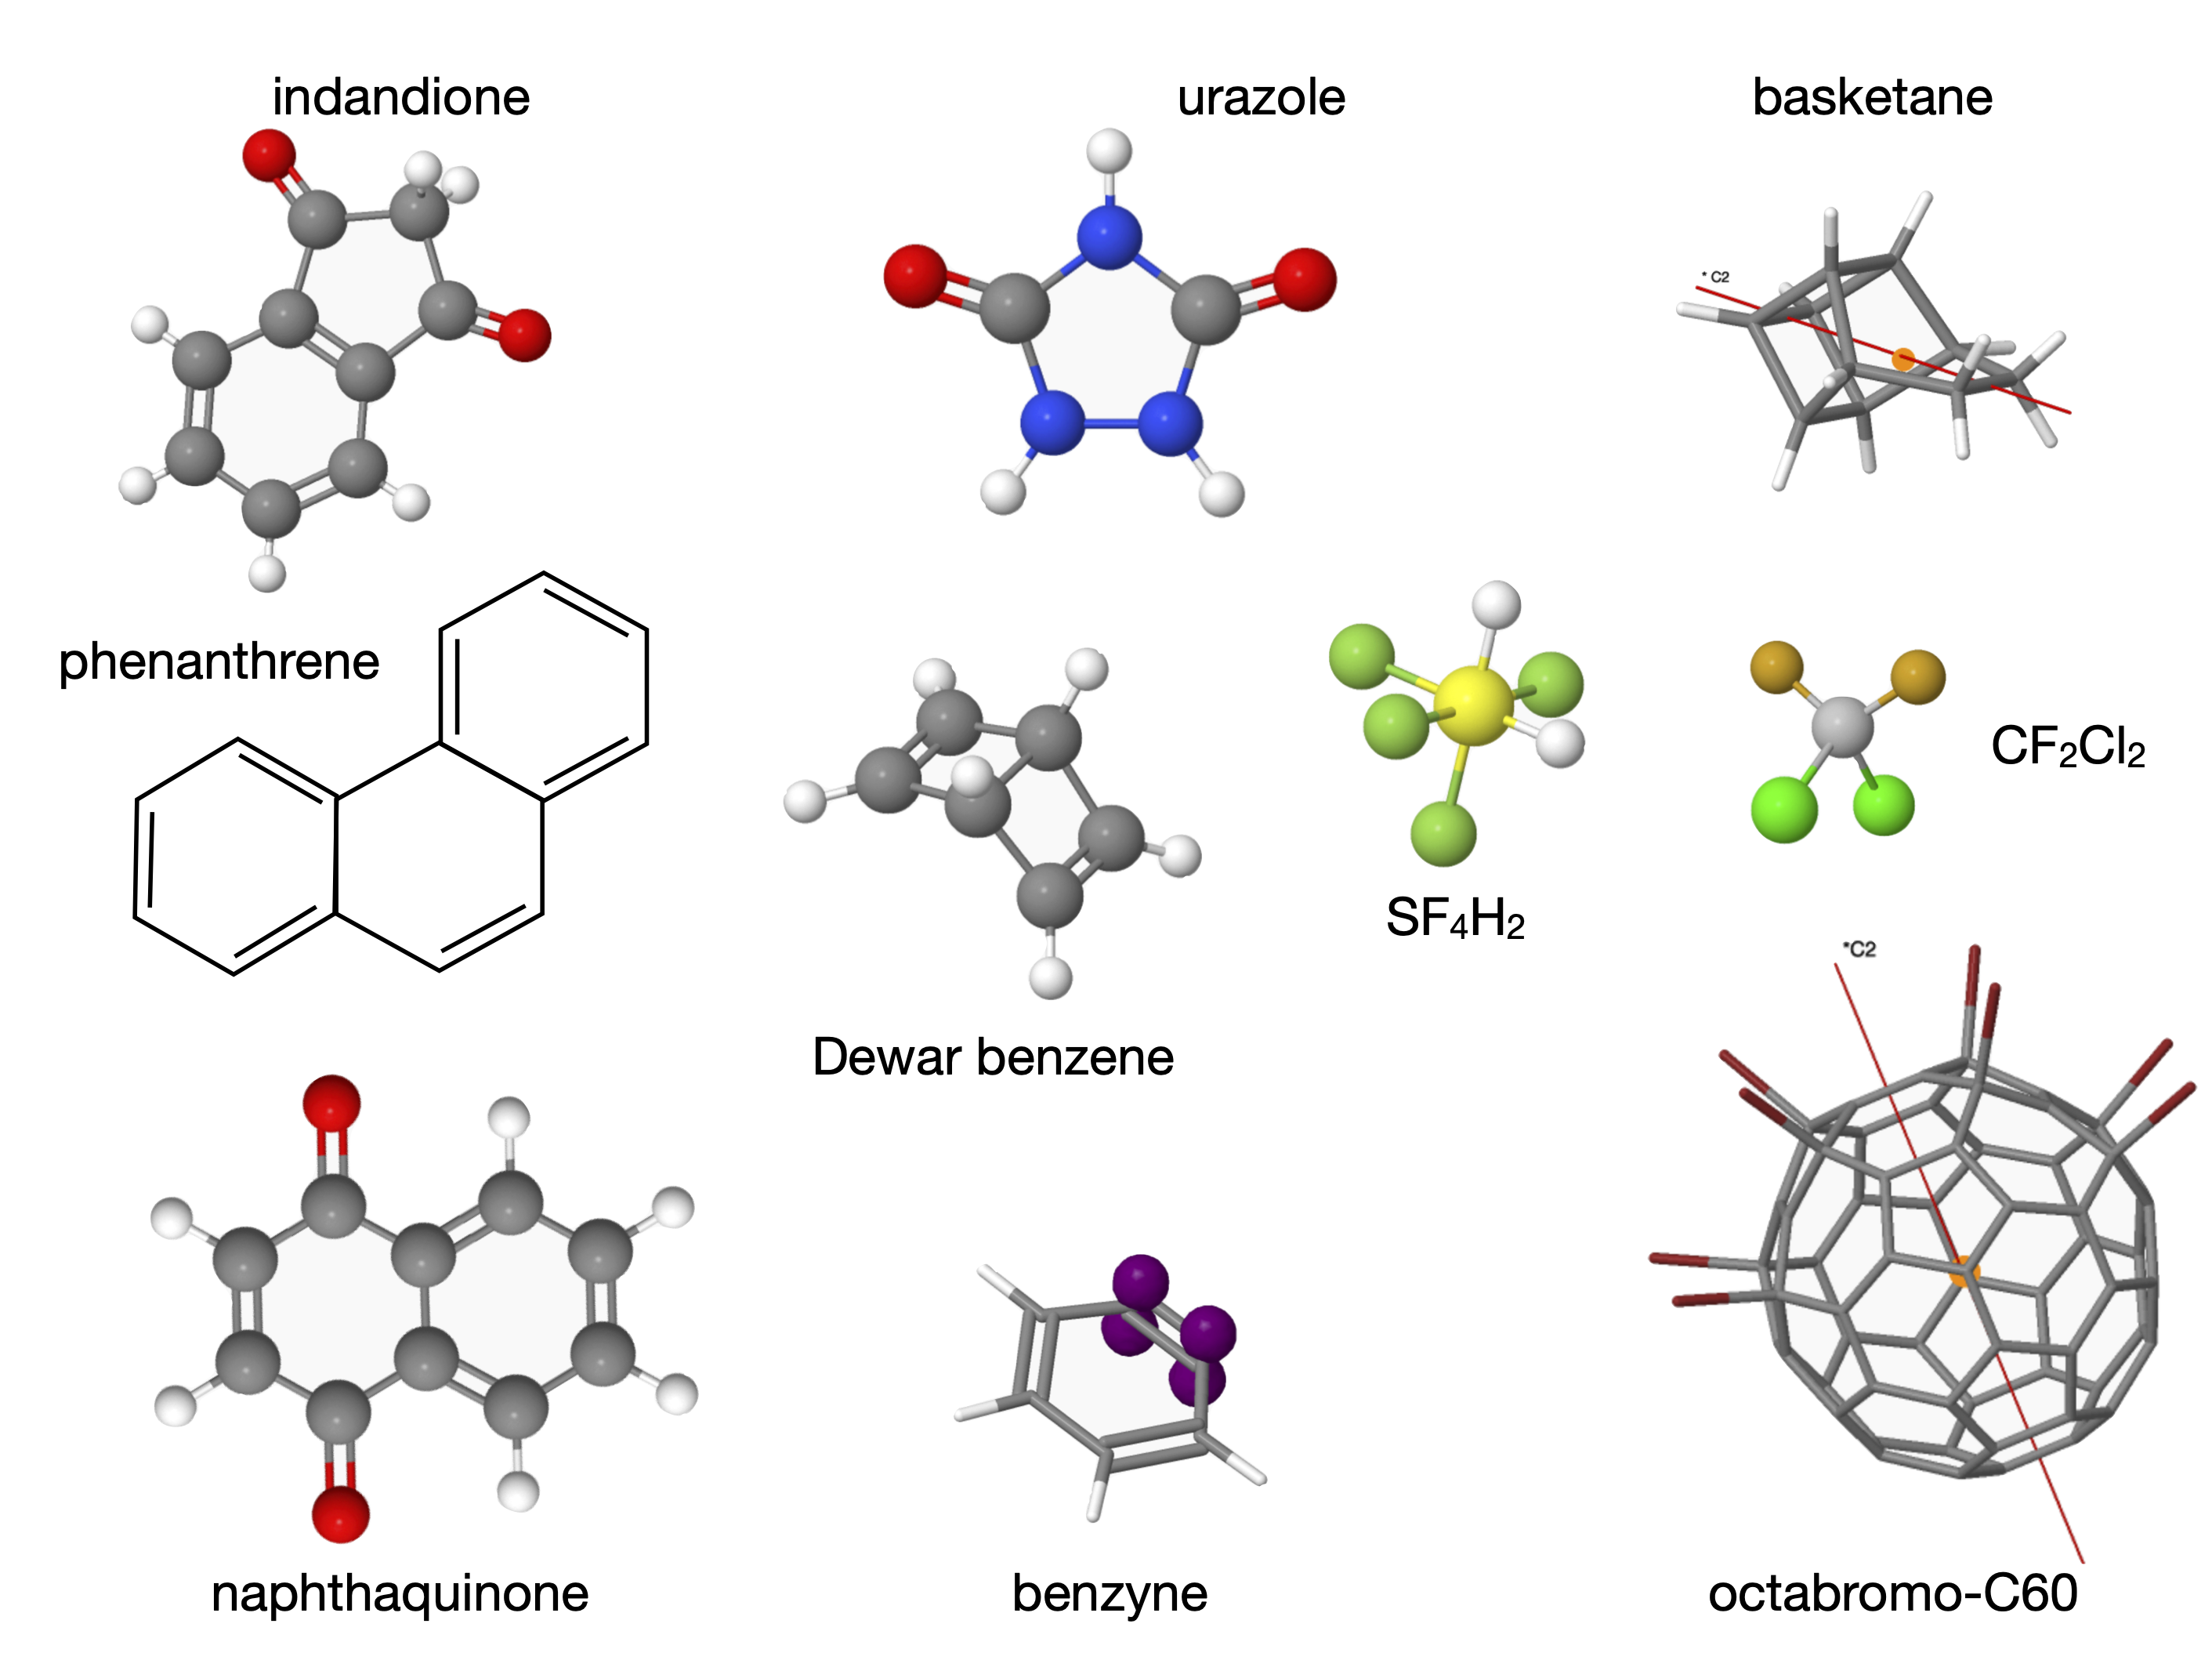 indandione
urazole
basketane
* C2
phenanthrene
CF₂Cl₂
SF₄H₂
*C2
Dewar benzene
naphthaquinone
benzyne
octabromo-C60